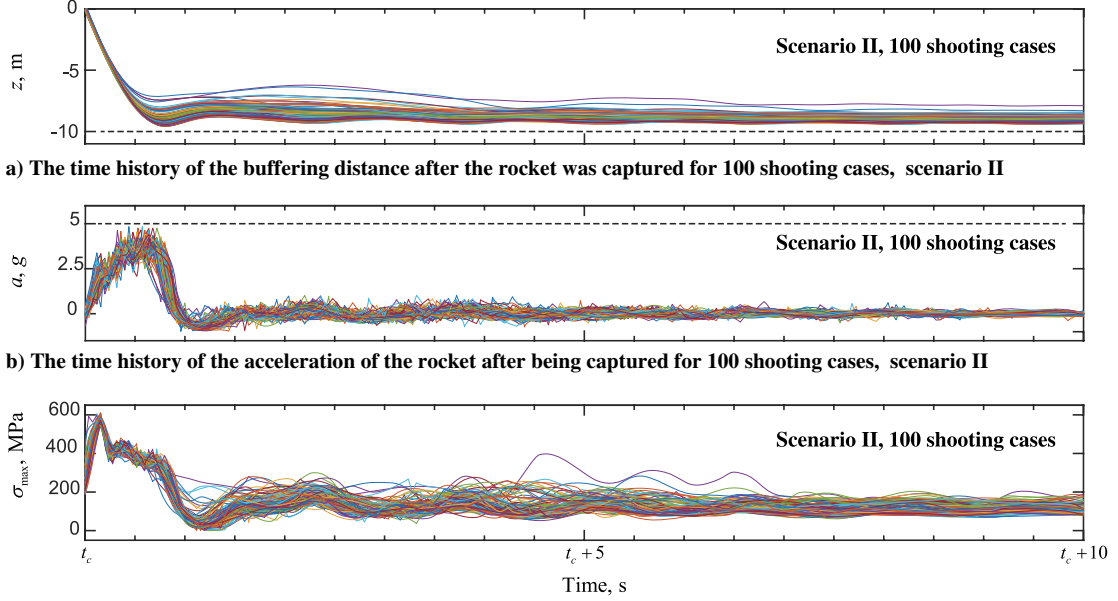 0
-5
-10
z, m
Scenario II, 100 shooting cases
a) The time history of the buffering distance after the rocket was captured for 100 shooting cases, scenario II
5
2.5
0
a, g
Scenario II, 100 shooting cases
b) The time history of the acceleration of the rocket after being captured for 100 shooting cases, scenario II
600
400
200
0
σmax, MPa
Scenario II, 100 shooting cases
tc
tc + 5
tc + 10
Time, s